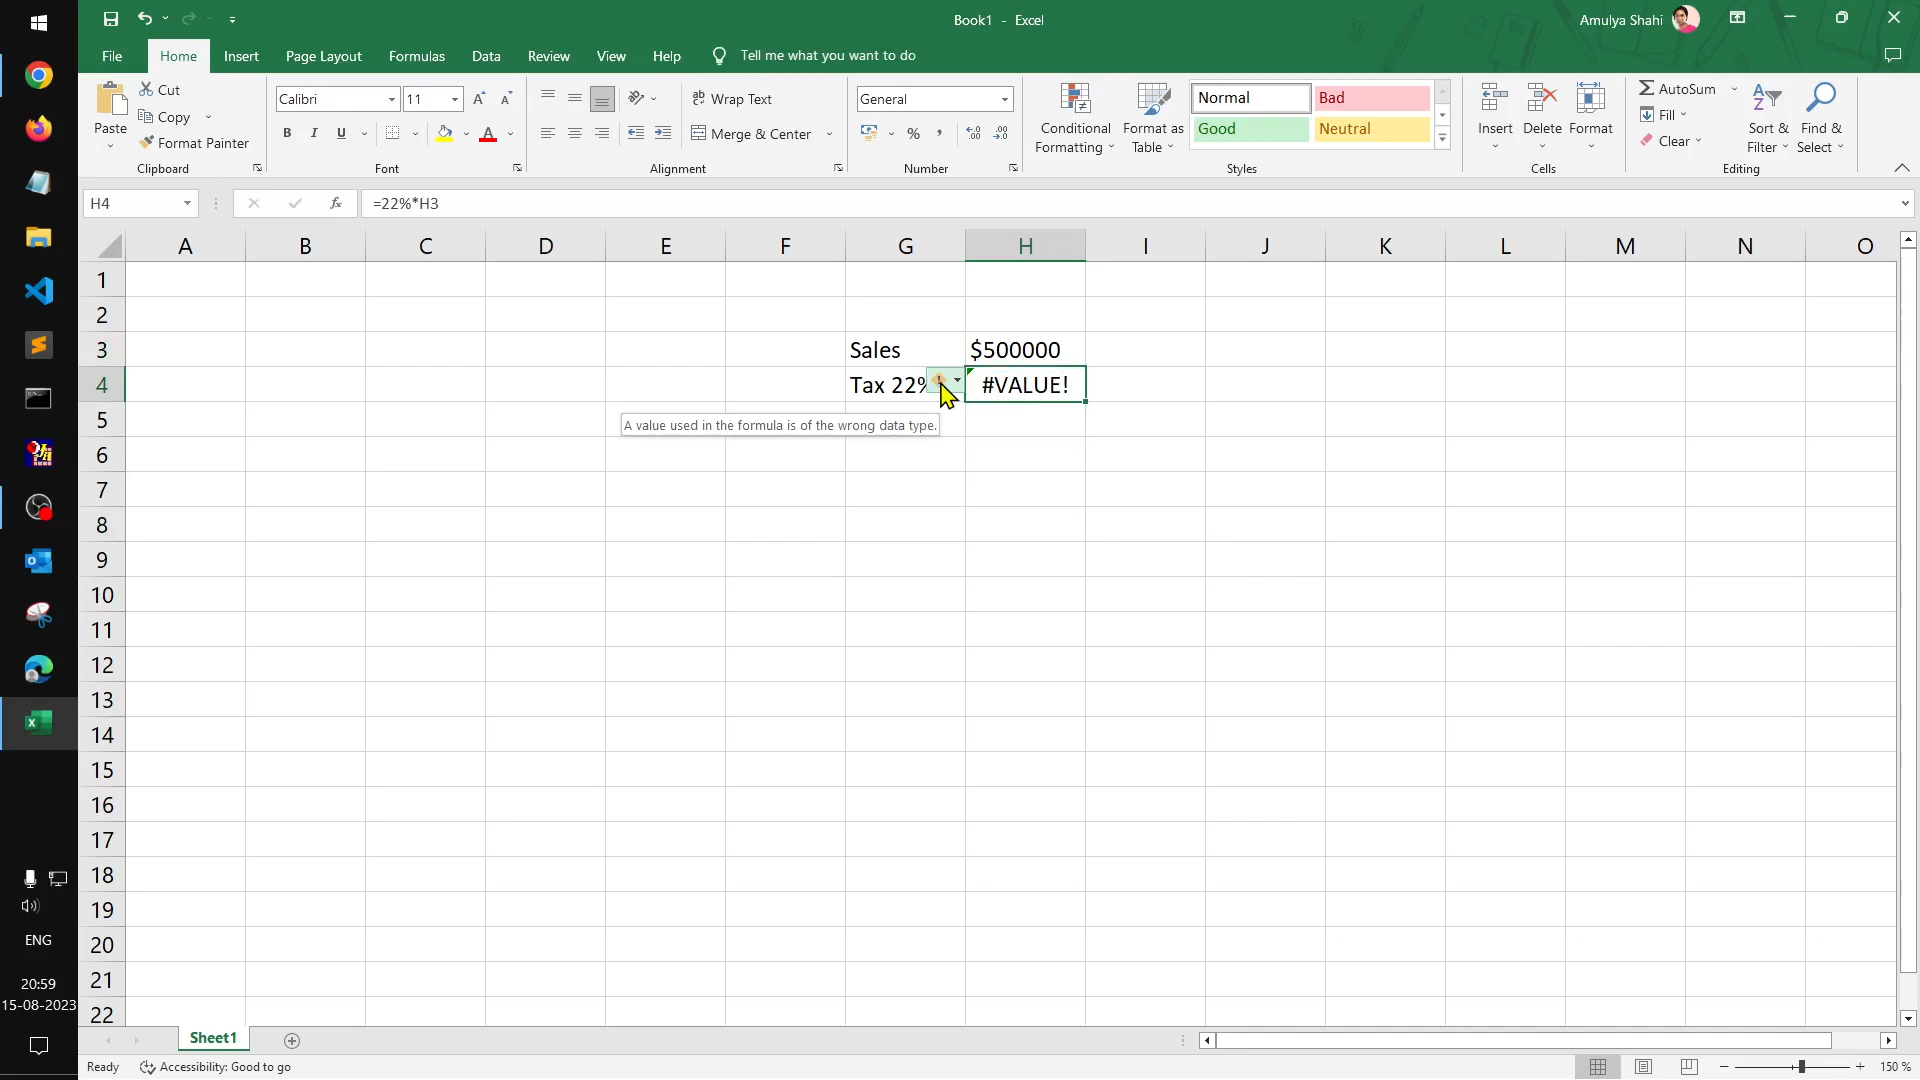 Book1 - Excel
Amulya Shahi
File Home Insert Page Layout Formulas Data Review View Help Tell me what you want to do
Paste
Cut
Copy
Format Painter
Clipboard
Calibri 11
B I U A
Font
Wrap Text
Merge & Center
Alignment
General
%
Number
Conditional
Formatting
Format as
Table
Normal Bad
Good Neutral
Styles
Insert Delete Format
Cells
AutoSum
Fill
Clear
Sort &
Filter
Find &
Select
Editing
H4 fx =22%*H3
A B C D E F G H I J K L M N O
1
2
3 Sales $500000
4 Tax 22% #VALUE!
A value used in the formula is of the wrong data type.
5
6
7
8
9
10
11
12
13
14
15
16
17
18
19
20
21
22
ENG
20:59
15-08-2023
Sheet1
Ready Accessibility: Good to go
150 %